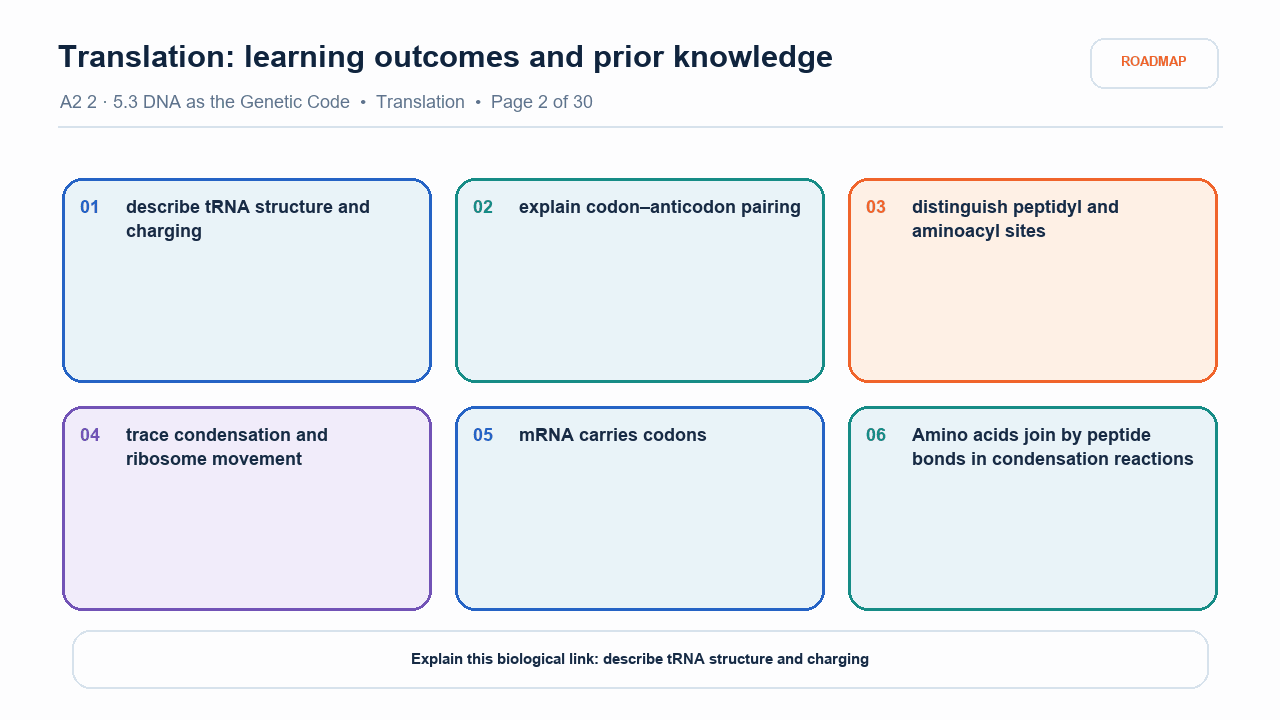 Translation: learning outcomes and prior knowledge
ROADMAP
A2 2 · 5.3 DNA as the Genetic Code • Translation • Page 2 of 30
01 describe tRNA structure and
charging
02 explain codon–anticodon pairing
03 distinguish peptidyl and
aminoacyl sites
04 trace condensation and
ribosome movement
05 mRNA carries codons
06 Amino acids join by peptide
bonds in condensation reactions
Explain this biological link: describe tRNA structure and charging